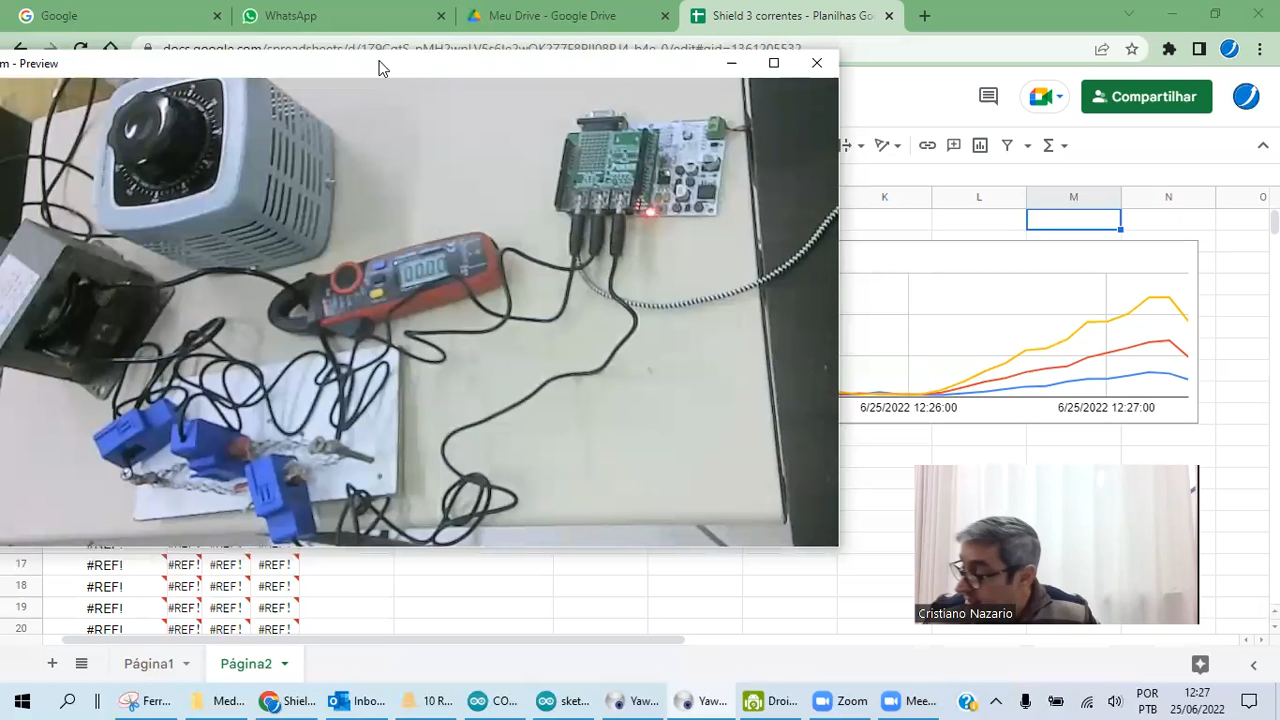 Google
WhatsApp
Meu Drive - Google Drive
Shield 3 correntes - Planilhas Go
m - Preview
Compartilhar
K
L
M
N
O
0000
6/25/2022 12:26:00
6/25/2022 12:27:00
17
#REF!
#REF!
#REF!
#REF!
18
#REF!
#REF!
#REF!
#REF!
19
#REF!
#REF!
#REF!
#REF!
20
#REF!
#REF!
#REF!
#REF!
Cristiano Nazario
Página1
Página2
Ferr...
Med...
Shiel...
Inbo...
10 R...
CO...
sket...
Yaw...
Yaw...
Droi...
Zoom
Mee...
POR
PTB
12:27
25/06/2022